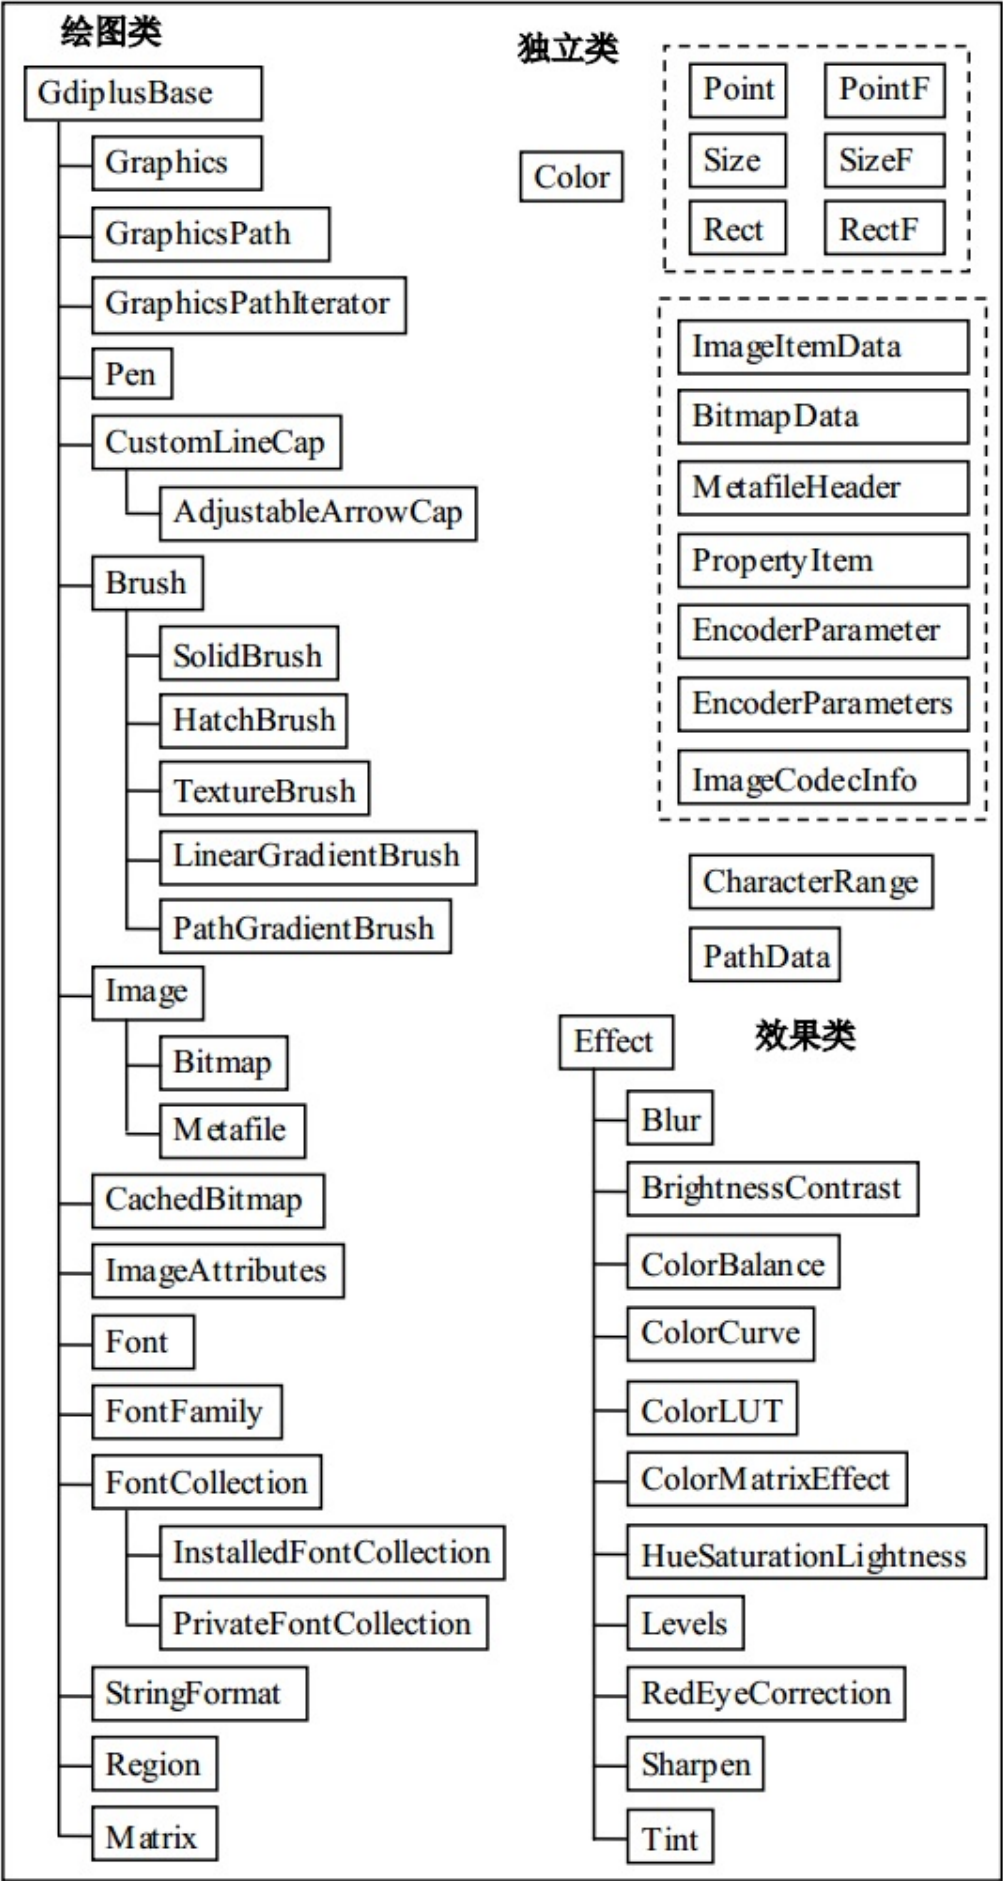 绘图类
GdiplusBase
Graphics
GraphicsPath
GraphicsPathIterator
Pen
CustomLineCap
AdjustableArrowCap
Brush
SolidBrush
HatchBrush
TextureBrush
LinearGradientBrush
PathGradientBrush
Image
Bitmap
Metafile
CachedBitmap
ImageAttributes
Font
FontFamily
FontCollection
InstalledFontCollection
PrivateFontCollection
StringFormat
Region
Matrix
独立类
Color
Point PointF
Size SizeF
Rect RectF
ImageItemData
BitmapData
MetafileHeader
PropertyItem
EncoderParameter
EncoderParameters
ImageCodecInfo
CharacterRange
PathData
效果类
Effect
Blur
BrightnessContrast
ColorBalance
ColorCurve
ColorLUT
ColorMatrixEffect
HueSaturationLightness
Levels
RedEyeCorrection
Sharpen
Tint